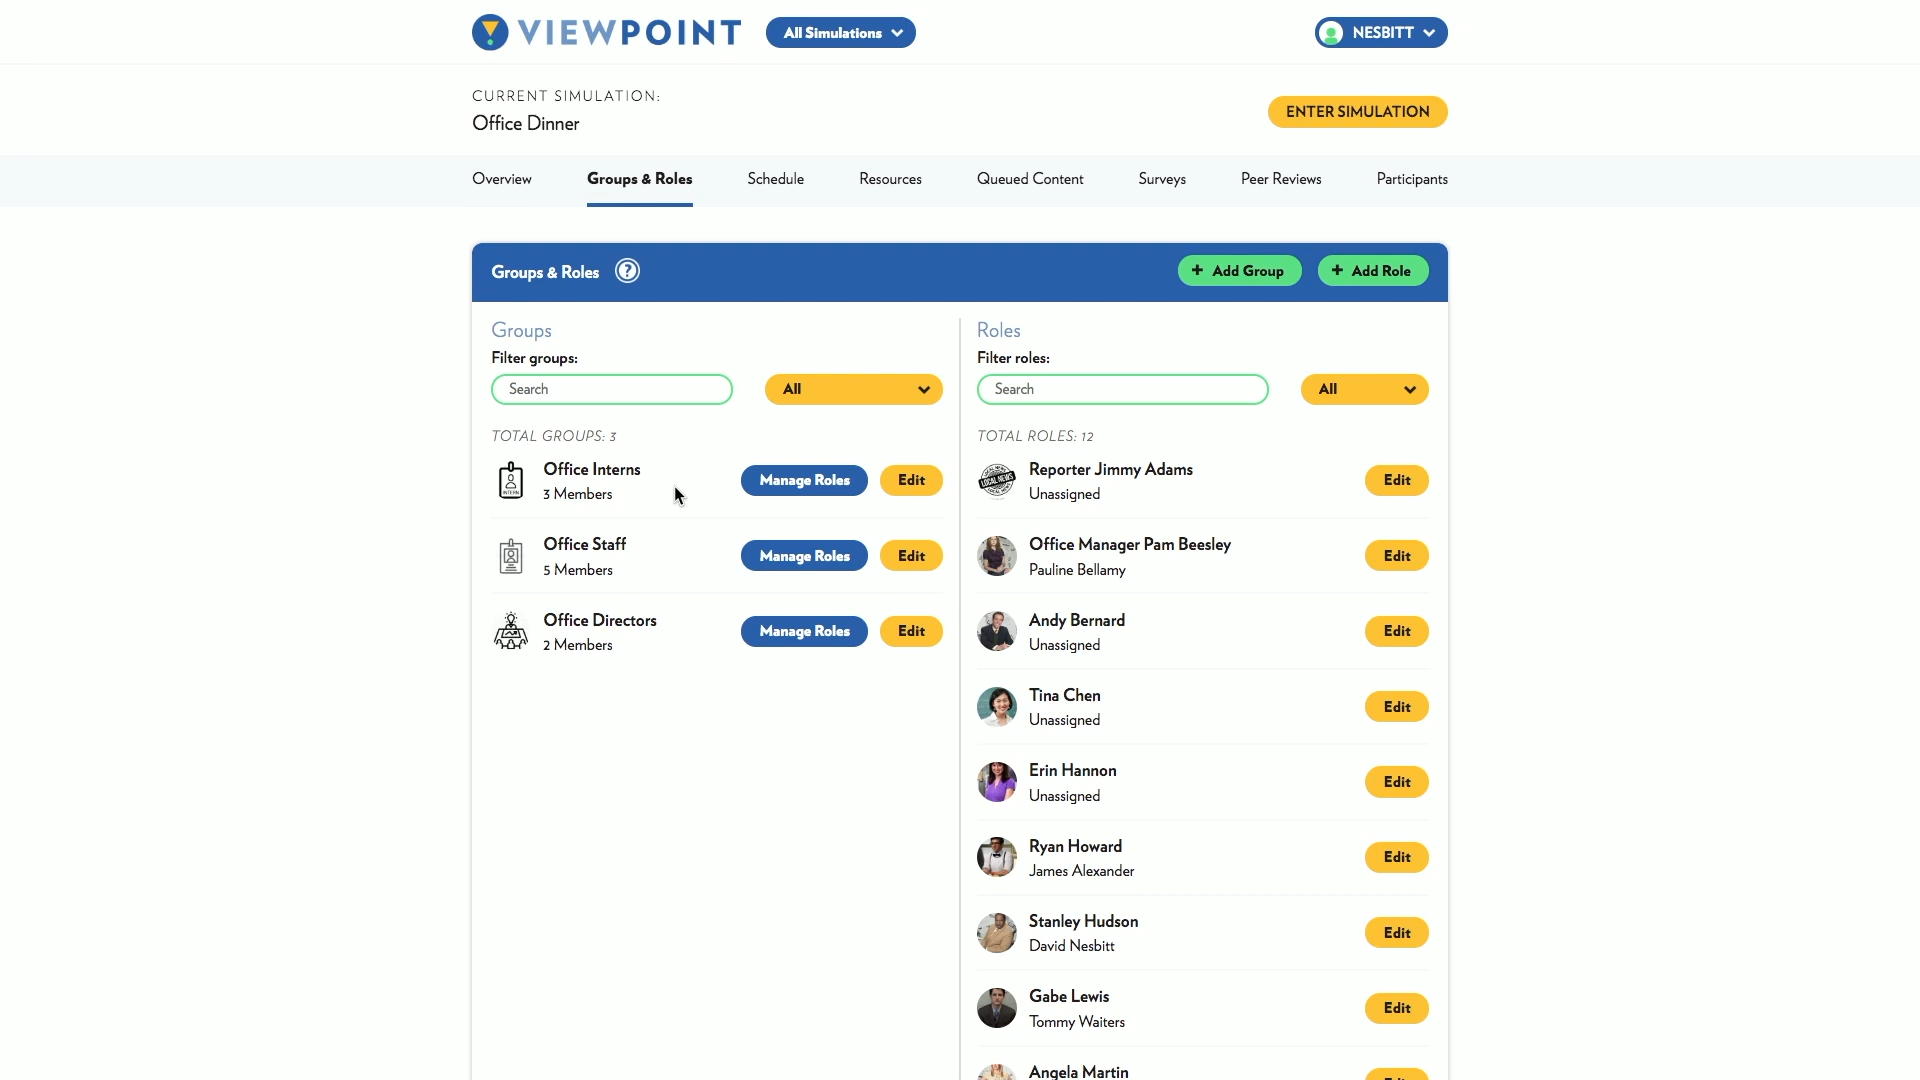 VIEWPOINT
All Simulations
NESBITT
CURRENT SIMULATION:
Office Dinner
ENTER SIMULATION
Overview
Groups & Roles
Schedule
Resources
Queued Content
Surveys
Peer Reviews
Participants
Groups & Roles
?
+ Add Group
+ Add Role
Groups
Filter groups:
Search
All
TOTAL GROUPS: 3
Office Interns
3 Members
Manage Roles
Edit
Office Staff
5 Members
Manage Roles
Edit
Office Directors
2 Members
Manage Roles
Edit
Roles
Filter roles:
Search
All
TOTAL ROLES: 12
LOCAL NEWS
Reporter Jimmy Adams
Unassigned
Edit
Office Manager Pam Beesley
Pauline Bellamy
Edit
Andy Bernard
Unassigned
Edit
Tina Chen
Unassigned
Edit
Erin Hannon
Unassigned
Edit
Ryan Howard
James Alexander
Edit
Stanley Hudson
David Nesbitt
Edit
Gabe Lewis
Tommy Waiters
Edit
Angela Martin